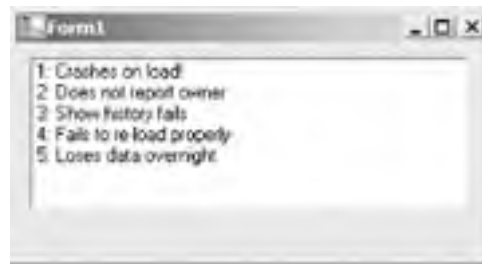 Form1
1: Crashes on load!
2: Does not report owner
3: Show history fails
4: Fails to re-load properly
5: Loses data overnight